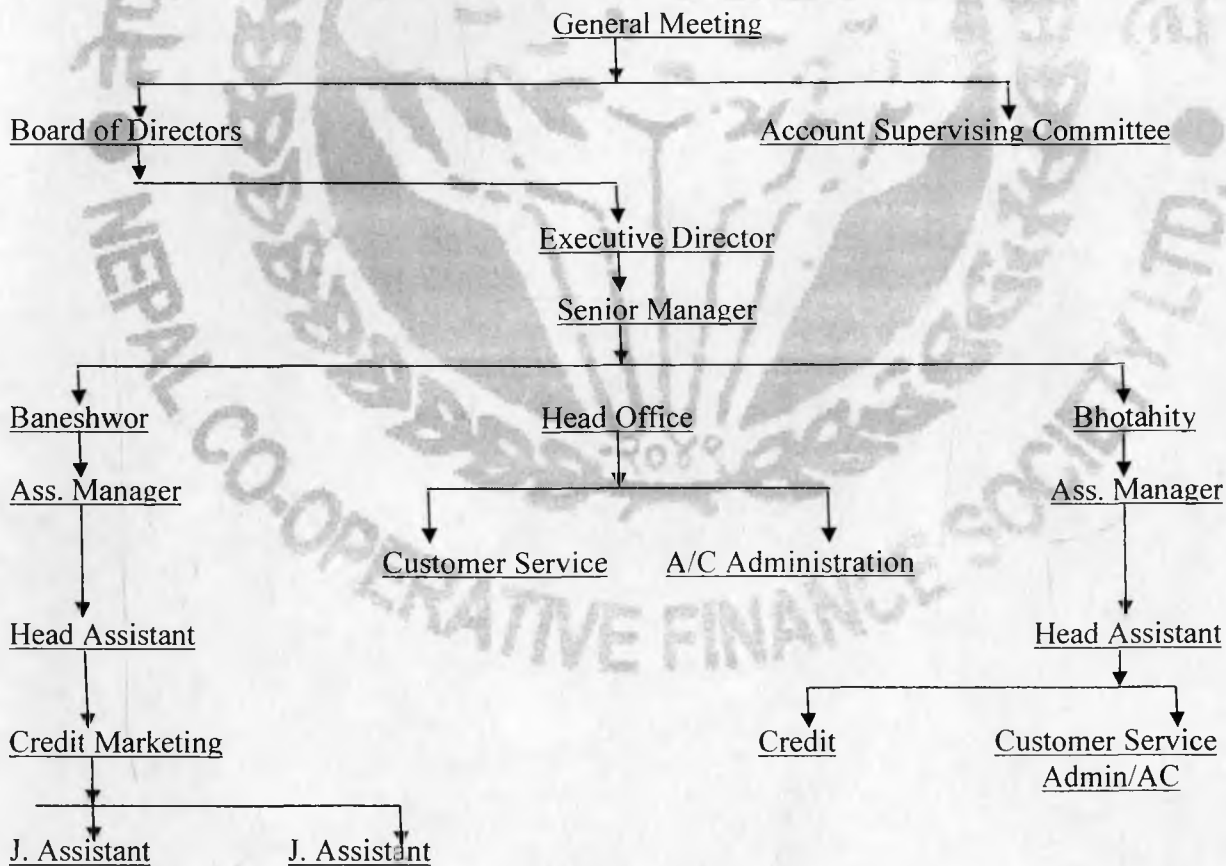 General Meeting
Board of Directors
Account Supervising Committee
Executive Director
Senior Manager
Baneshwor
Head Office
Bhotahity
Ass. Manager
Ass. Manager
Customer Service
A/C Administration
Head Assistant
Head Assistant
Credit Marketing
Credit
Customer Service
Admin/AC
J. Assistant
J. Assistant
NEPAL CO-OPERATIVE FINANCE SOCIETY LTD.